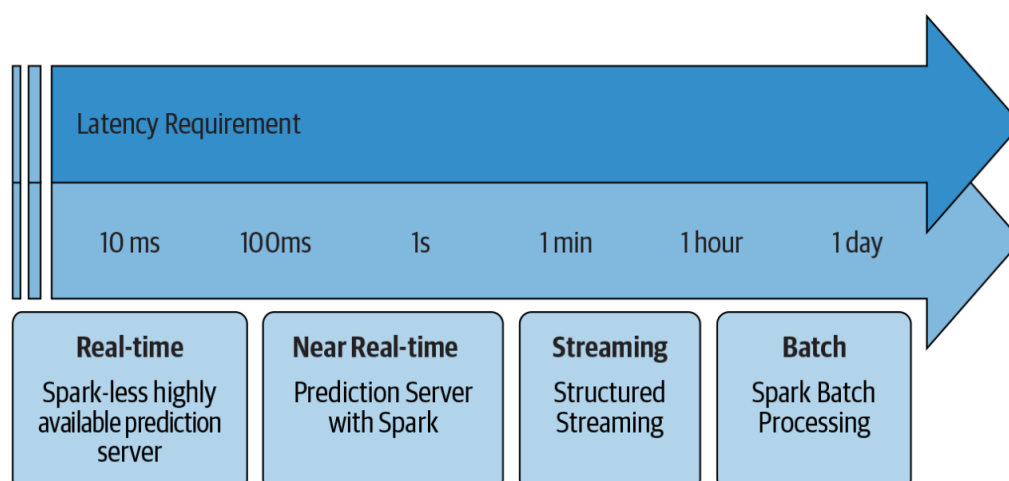 Latency Requirement
10 ms 100ms 1s 1 min 1 hour 1 day
Real-time
Spark-less highly
available prediction
server
Near Real-time
Prediction Server
with Spark
Streaming
Structured
Streaming
Batch
Spark Batch
Processing